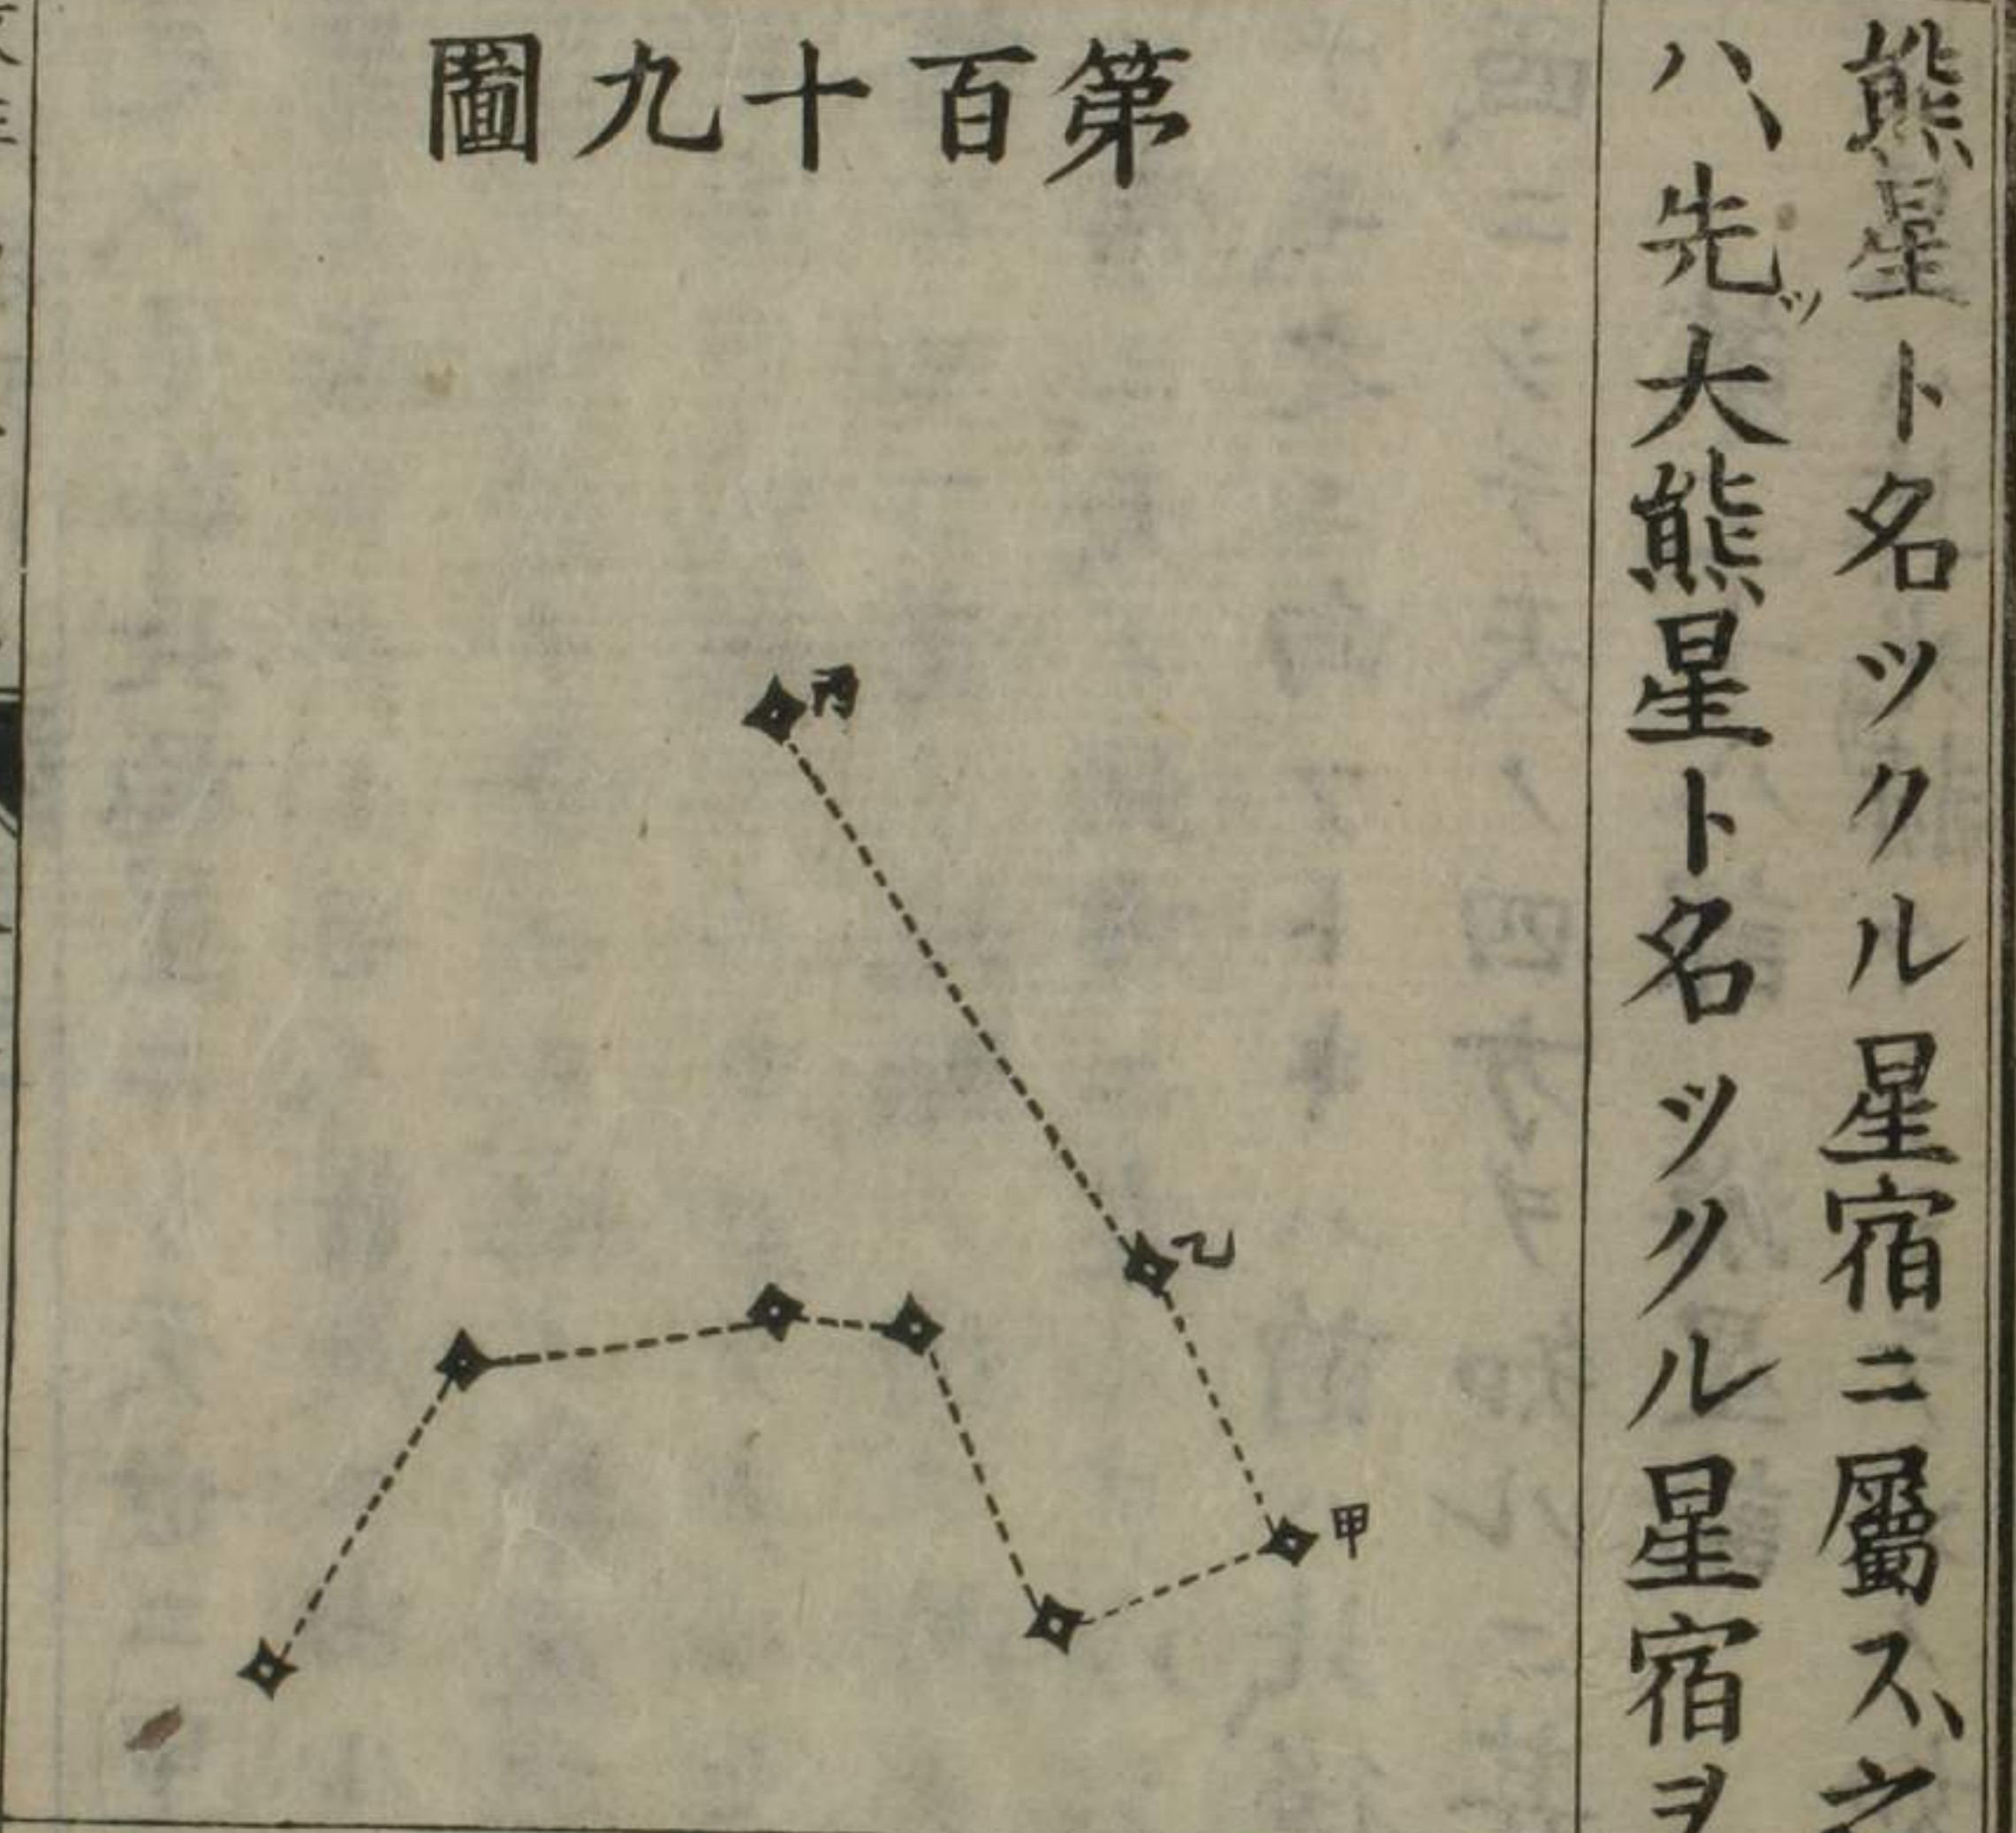 熊星ト名ツクル星宿ニ屬ス、
ハ、先ツ大熊星ト名ツクル星宿ヲ
第百十九圖
丙
乙
甲